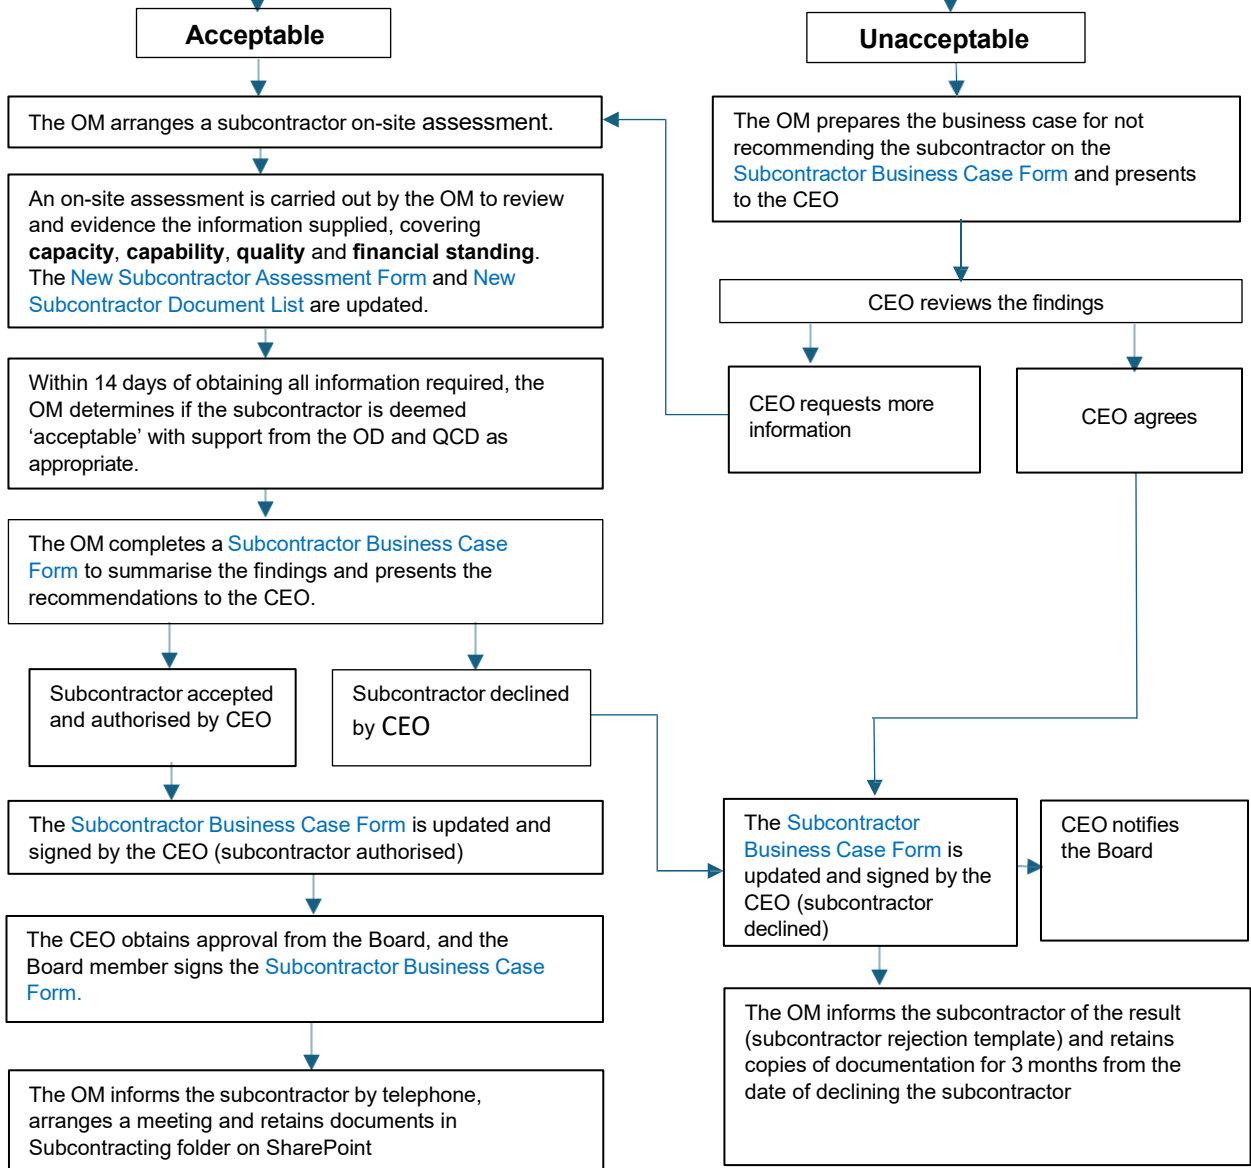 Acceptable
Unacceptable
The OM arranges a subcontractor on-site assessment.
The OM prepares the business case for not
recommending the subcontractor on the
Subcontractor Business Case Form and presents
to the CEO
An on-site assessment is carried out by the OM to review
and evidence the information supplied, covering
capacity, capability, quality and financial standing.
The New Subcontractor Assessment Form and New
Subcontractor Document List are updated.
CEO reviews the findings
Within 14 days of obtaining all information required, the
OM determines if the subcontractor is deemed
‘acceptable’ with support from the OD and QCD as
appropriate.
CEO requests more
information
CEO agrees
The OM completes a Subcontractor Business Case
Form to summarise the findings and presents the
recommendations to the CEO.
Subcontractor accepted
and authorised by CEO
Subcontractor declined
by CEO
The Subcontractor Business Case Form is updated and
signed by the CEO (subcontractor authorised)
The Subcontractor
Business Case Form is
updated and signed by the
CEO (subcontractor
declined)
CEO notifies
the Board
The CEO obtains approval from the Board, and the
Board member signs the Subcontractor Business Case
Form.
The OM informs the subcontractor of the result
(subcontractor rejection template) and retains
copies of documentation for 3 months from the
date of declining the subcontractor
The OM informs the subcontractor by telephone,
arranges a meeting and retains documents in
Subcontracting folder on SharePoint